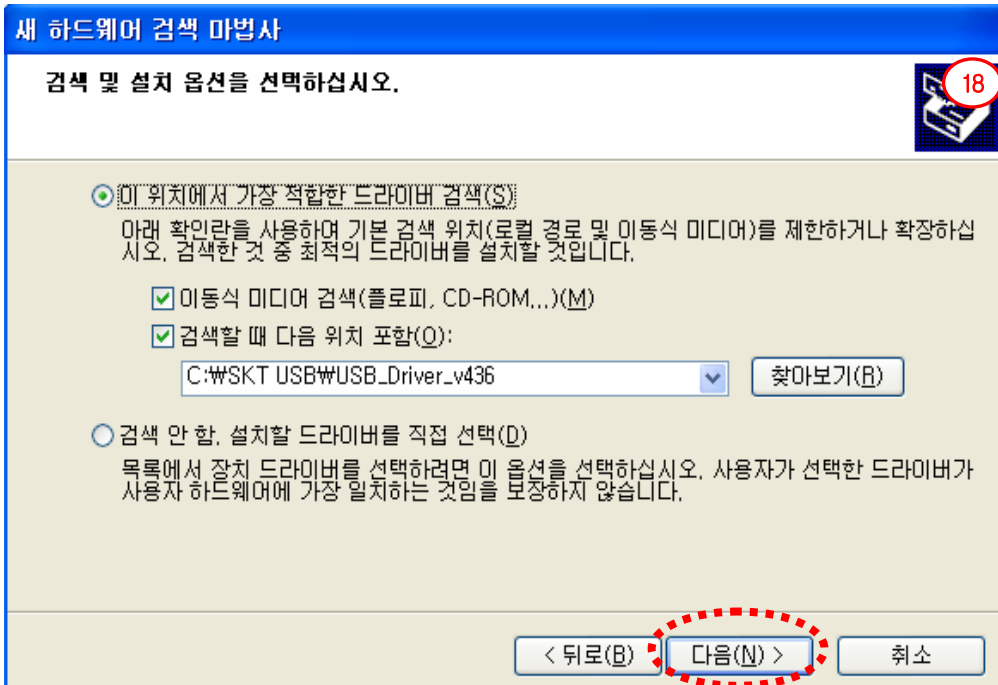 새 하드웨어 검색 마법사
검색 및 설치 옵션을 선택하십시오.
18
이 위치에서 가장 적합한 드라이버 검색(S)
아래 확인란을 사용하여 기본 검색 위치(로컬 경로 및 이동식 미디어)를 제한하거나 확장하십
시오. 검색한 것 중 최적의 드라이버를 설치할 것입니다.
이동식 미디어 검색(플로피, CD-ROM...)(M)
검색할 때 다음 위치 포함(O):
C:₩SKT USB₩USB_Driver_v436
찾아보기(R)
검색 안 함. 설치할 드라이버를 직접 선택(D)
목록에서 장치 드라이버를 선택하려면 이 옵션을 선택하십시오. 사용자가 선택한 드라이버가
사용자 하드웨어에 가장 일치하는 것임을 보장하지 않습니다.
< 뒤로(B)
다음(N) >
취소